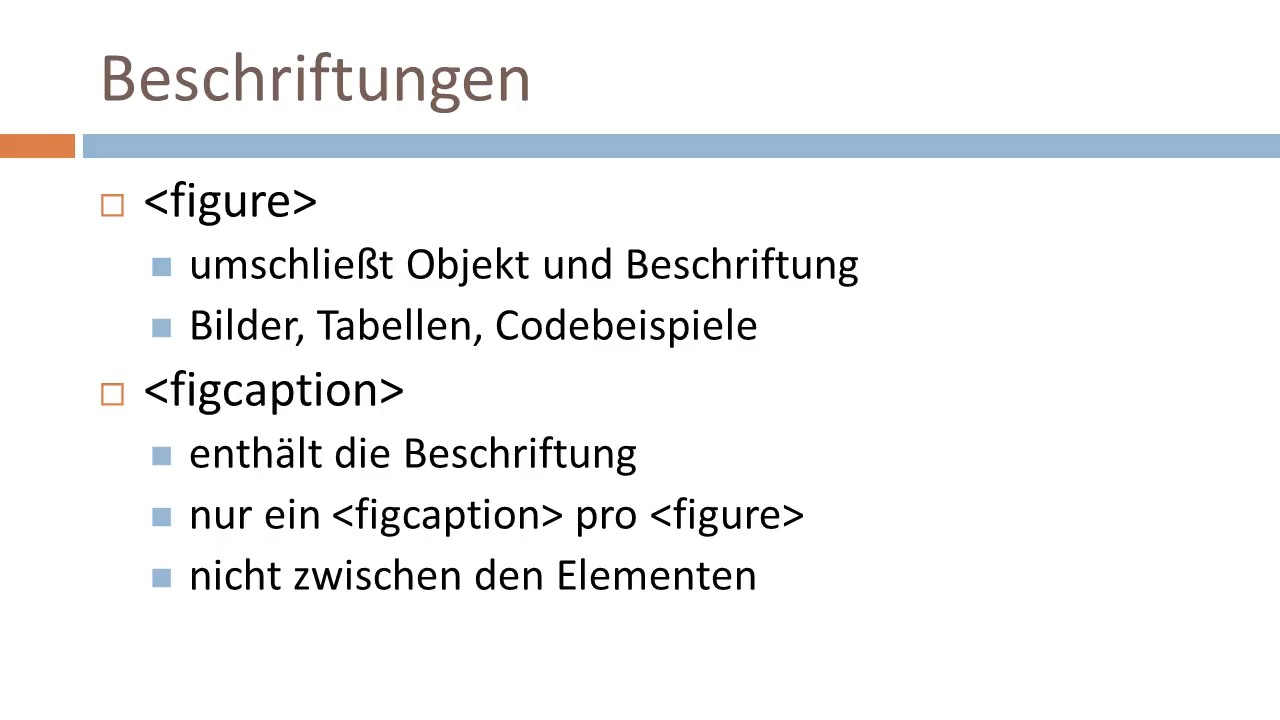 Beschriftungen
<figure>
umschließt Objekt und Beschriftung
Bilder, Tabellen, Codebeispiele
<figcaption>
enthält die Beschriftung
nur ein <figcaption> pro <figure>
nicht zwischen den Elementen